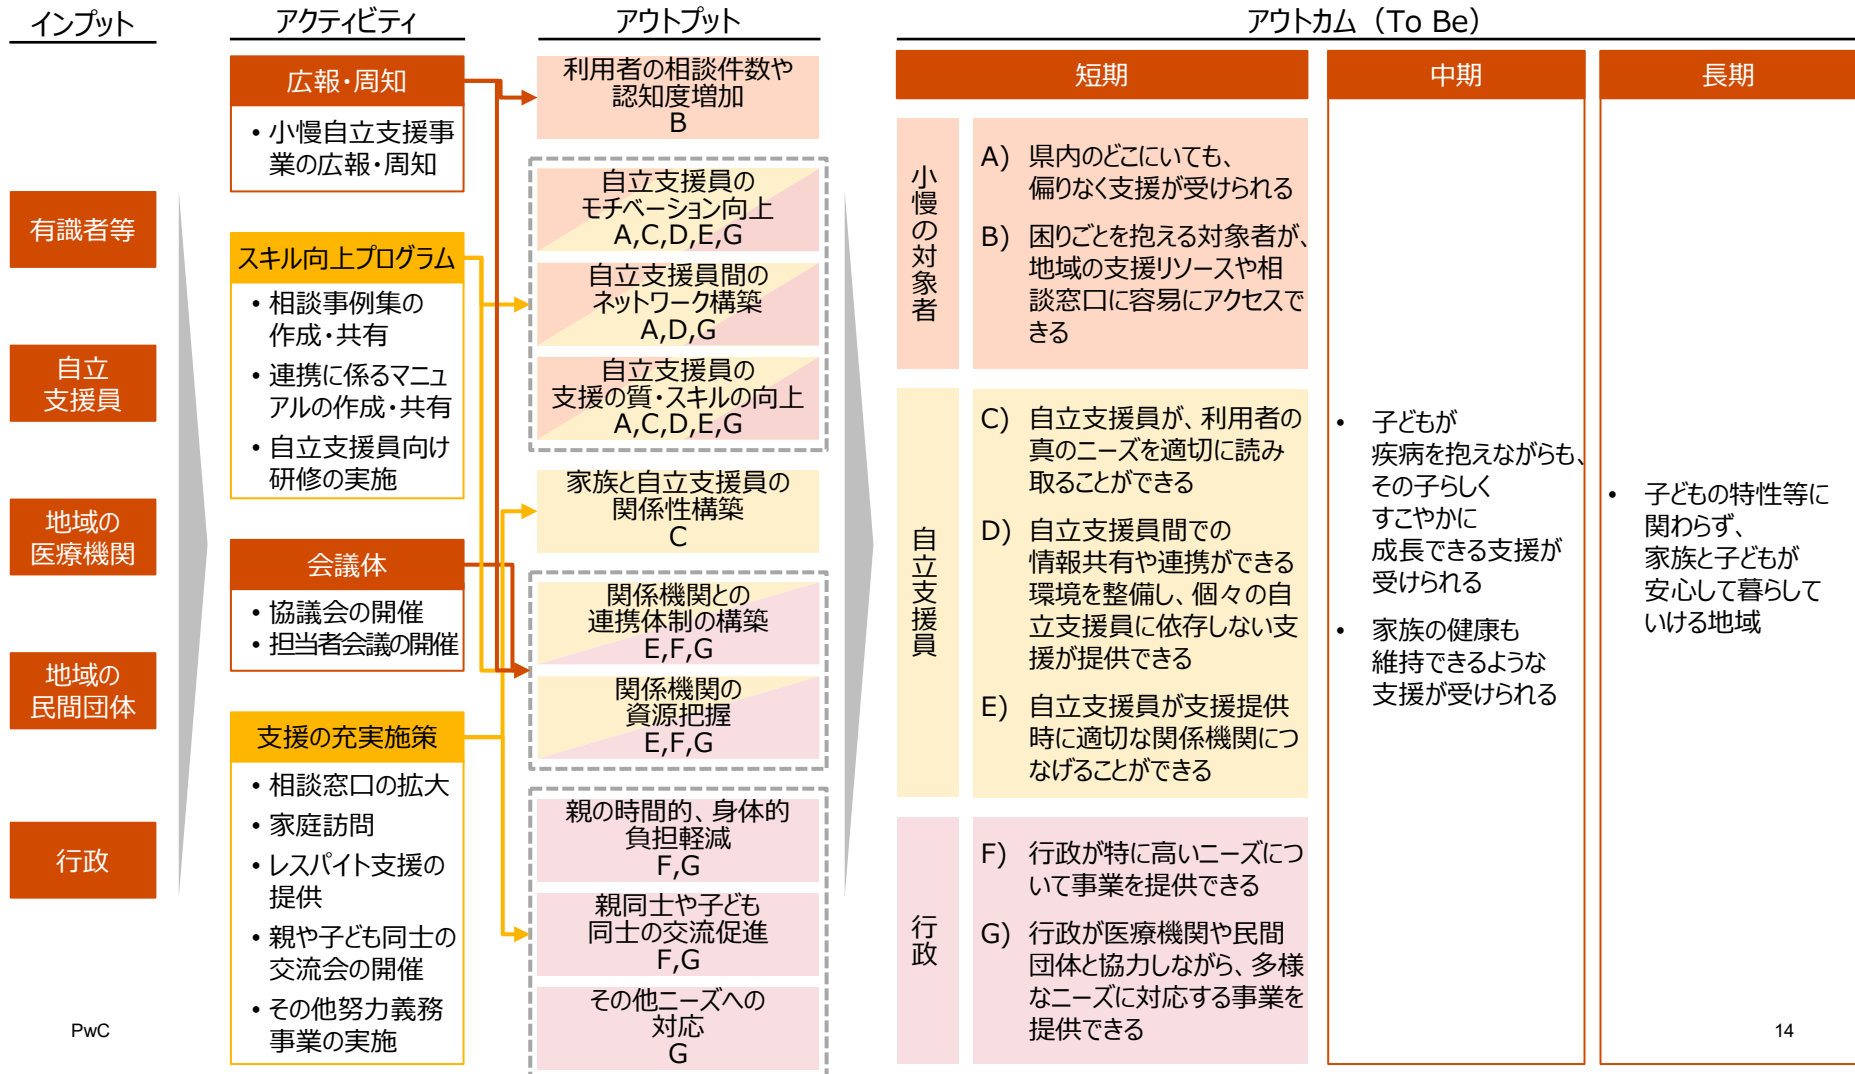 インプット
アクティビティ
アウトプット
アウトカム（To Be）
有識者等
自立
支援員
地域の
医療機関
地域の
民間団体
行政
広報・周知
• 小慢自立支援事
業の広報・周知
スキル向上プログラム
• 相談事例集の
作成・共有
• 連携に係るマニュ
アルの作成・共有
• 自立支援員向け
研修の実施
会議体
• 協議会の開催
• 担当者会議の開催
支援の充実施策
• 相談窓口の拡大
• 家庭訪問
• レスパイト支援の
提供
• 親や子ども同士の
交流会の開催
• その他努力義務
事業の実施
利用者の相談件数や
認知度増加
B
自立支援員の
モチベーション向上
A,C,D,E,G
自立支援員間の
ネットワーク構築
A,D,G
自立支援員の
支援の質・スキルの向上
A,C,D,E,G
家族と自立支援員の
関係性構築
C
関係機関との
連携体制の構築
E,F,G
関係機関の
資源把握
E,F,G
親の時間的、身体的
負担軽減
F,G
親同士や子ども
同士の交流促進
F,G
その他ニーズへの
対応
G
短期
中期
長期
小慢の対象者
A) 県内のどこにいても、
偏りなく支援が受けられる
B) 困りごとを抱える対象者が、
地域の支援リソースや相
談窓口に容易にアクセスで
きる
自立支援員
C) 自立支援員が、利用者の
真のニーズを適切に読み
取ることができる
D) 自立支援員間での
情報共有や連携ができる
環境を整備し、個々の自
立支援員に依存しない支
援が提供できる
E) 自立支援員が支援提供
時に適切な関係機関につ
なげることができる
行政
F) 行政が特に高いニーズにつ
いて事業を提供できる
G) 行政が医療機関や民間
団体と協力しながら、多様
なニーズに対応する事業を
提供できる
• 子どもが
疾病を抱えながらも、
その子らしく
すこやかに
成長できる支援が
受けられる
• 家族の健康も
維持できるような
支援が受けられる
• 子どもの特性等に
関わらず、
家族と子どもが
安心して暮らして
いける地域
PwC
14